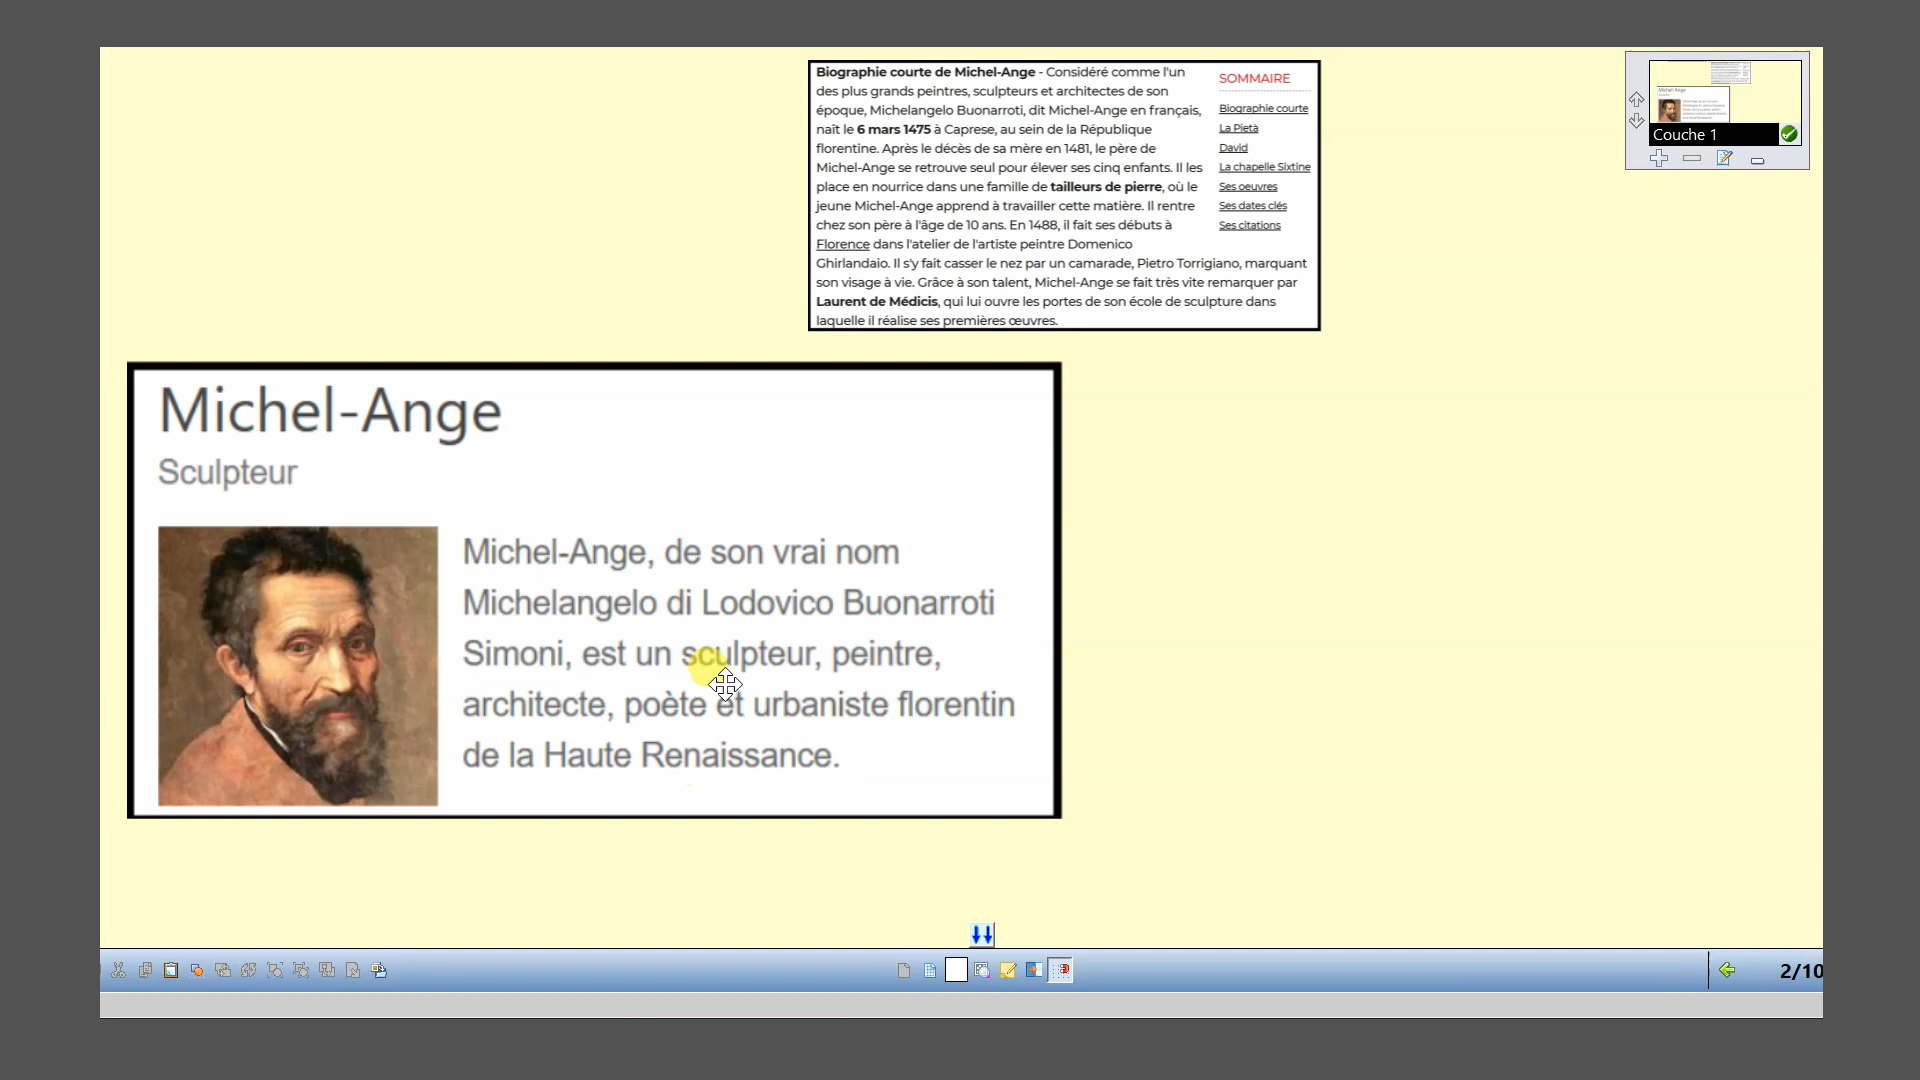 Biographie courte de Michel-Ange - Considéré comme l'un
des plus grands peintres, sculpteurs et architectes de son
époque, Michelangelo Buonarroti, dit Michel-Ange en français,
naît le 6 mars 1475 à Caprese, au sein de la République
florentine. Après le décès de sa mère en 1481, le père de
Michel-Ange se retrouve seul pour élever ses cinq enfants. Il les
place en nourrice dans une famille de tailleurs de pierre, où le
jeune Michel-Ange apprend à travailler cette matière. Il rentre
chez son père à l'âge de 10 ans. En 1488, il fait ses débuts à
Florence dans l'atelier de l'artiste peintre Domenico
Ghirlandaio. Il s'y fait casser le nez par un camarade, Pietro Torrigiano, marquant
son visage à vie. Grâce à son talent, Michel-Ange se fait très vite remarquer par
Laurent de Médicis, qui lui ouvre les portes de son école de sculpture dans
laquelle il réalise ses premières œuvres.
SOMMAIRE
Biographie courte
La Pietà
David
La chapelle Sixtine
Ses oeuvres
Ses dates clés
Ses citations
Couche 1
Michel-Ange
Sculpteur
Michel-Ange, de son vrai nom
Michelangelo di Lodovico Buonarroti
Simoni, est un sculpteur, peintre,
architecte, poète et urbaniste florentin
de la Haute Renaissance.
2/10